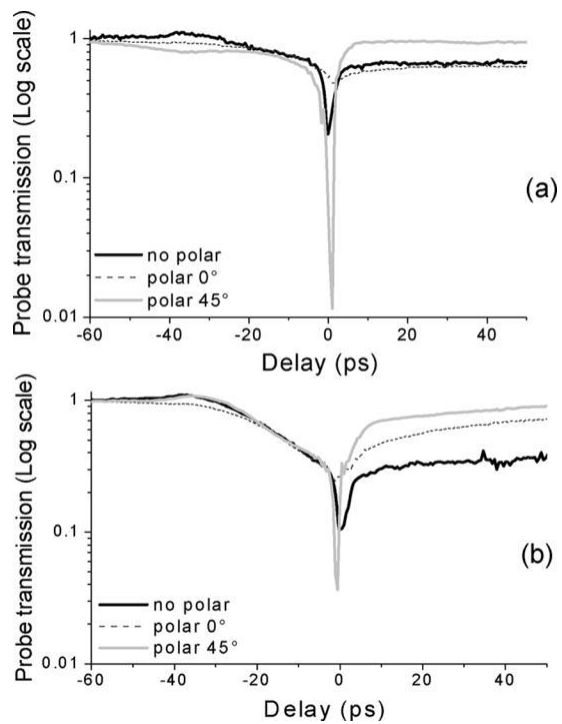 Probe transmission (Log scale)
1
0.1
0.01
no polar
polar 0°
polar 45°
-60
-40
-20
0
20
40
Delay (ps)
(a)
Probe transmission (Log scale)
1
0.1
0.01
no polar
polar 0°
polar 45°
-60
-40
-20
0
20
40
Delay (ps)
(b)